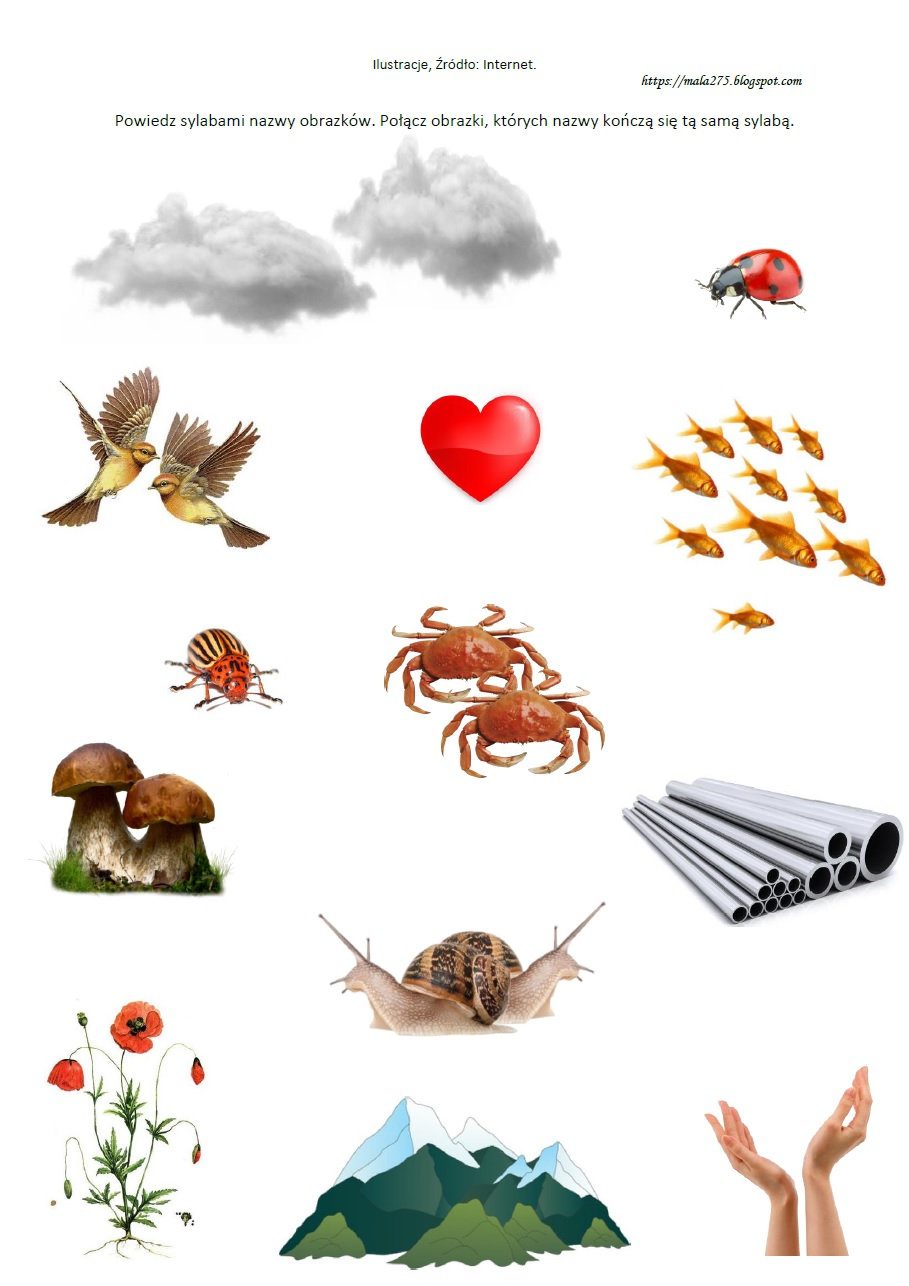 Ilustracje, Źródło: Internet.
https://mala275.blogspot.com
Powiedz sylabami nazwy obrazków. Połącz obrazki, których nazwy kończą się tą samą sylabą.